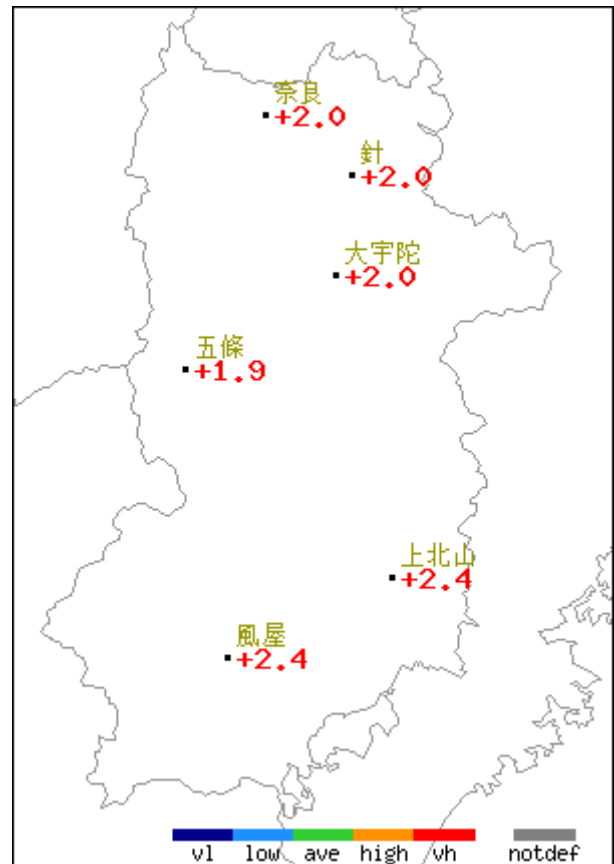 奈良
+2.0
針
+2.0
大宇陀
+2.0
五條
+1.9
上北山
+2.4
風屋
+2.4
vl low ave high vh notdef